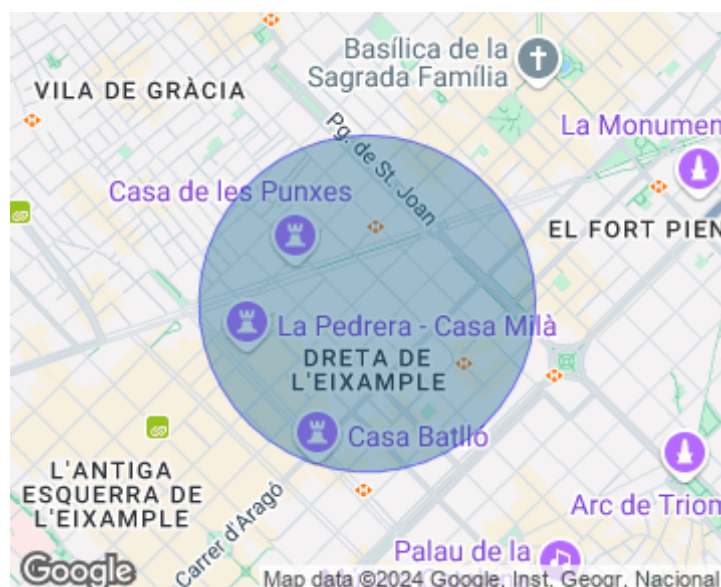 Basílica de la
Sagrada Família
VILA DE GRÀCIA
Pg. de St. Joan
La Monumen
Casa de les Punxes
EL FORT PIEN
La Pedrera - Casa Milà
DRETA DE
L'EIXAMPLE
Casa Batlló
L'ANTIGA
ESQUERRA DE
L'EIXAMPLE
Carrer d'Aragó
Arc de Triom
Palau de la
Google
Map data ©2024 Google, Inst. Geogr. Nacional